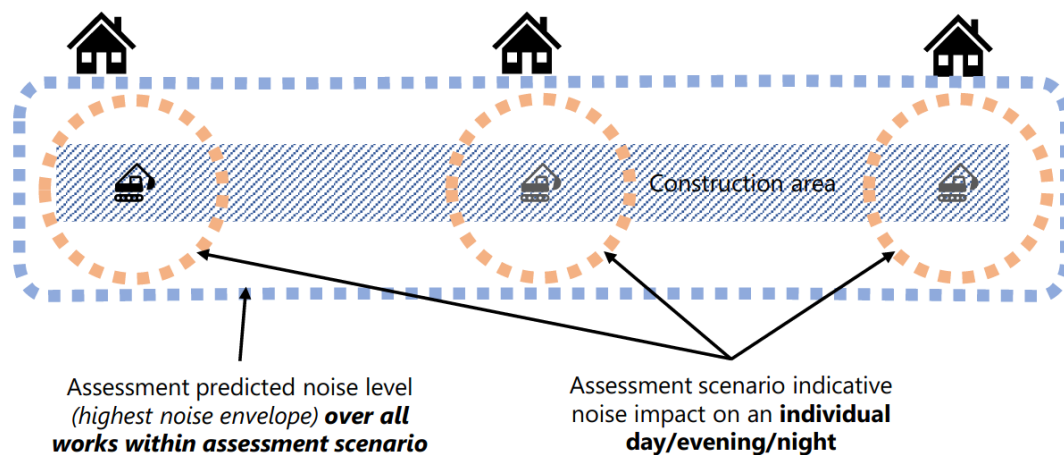 Construction area
Assessment predicted noise level
(highest noise envelope) over all
works within assessment scenario
Assessment scenario indicative
noise impact on an individual
day/evening/night